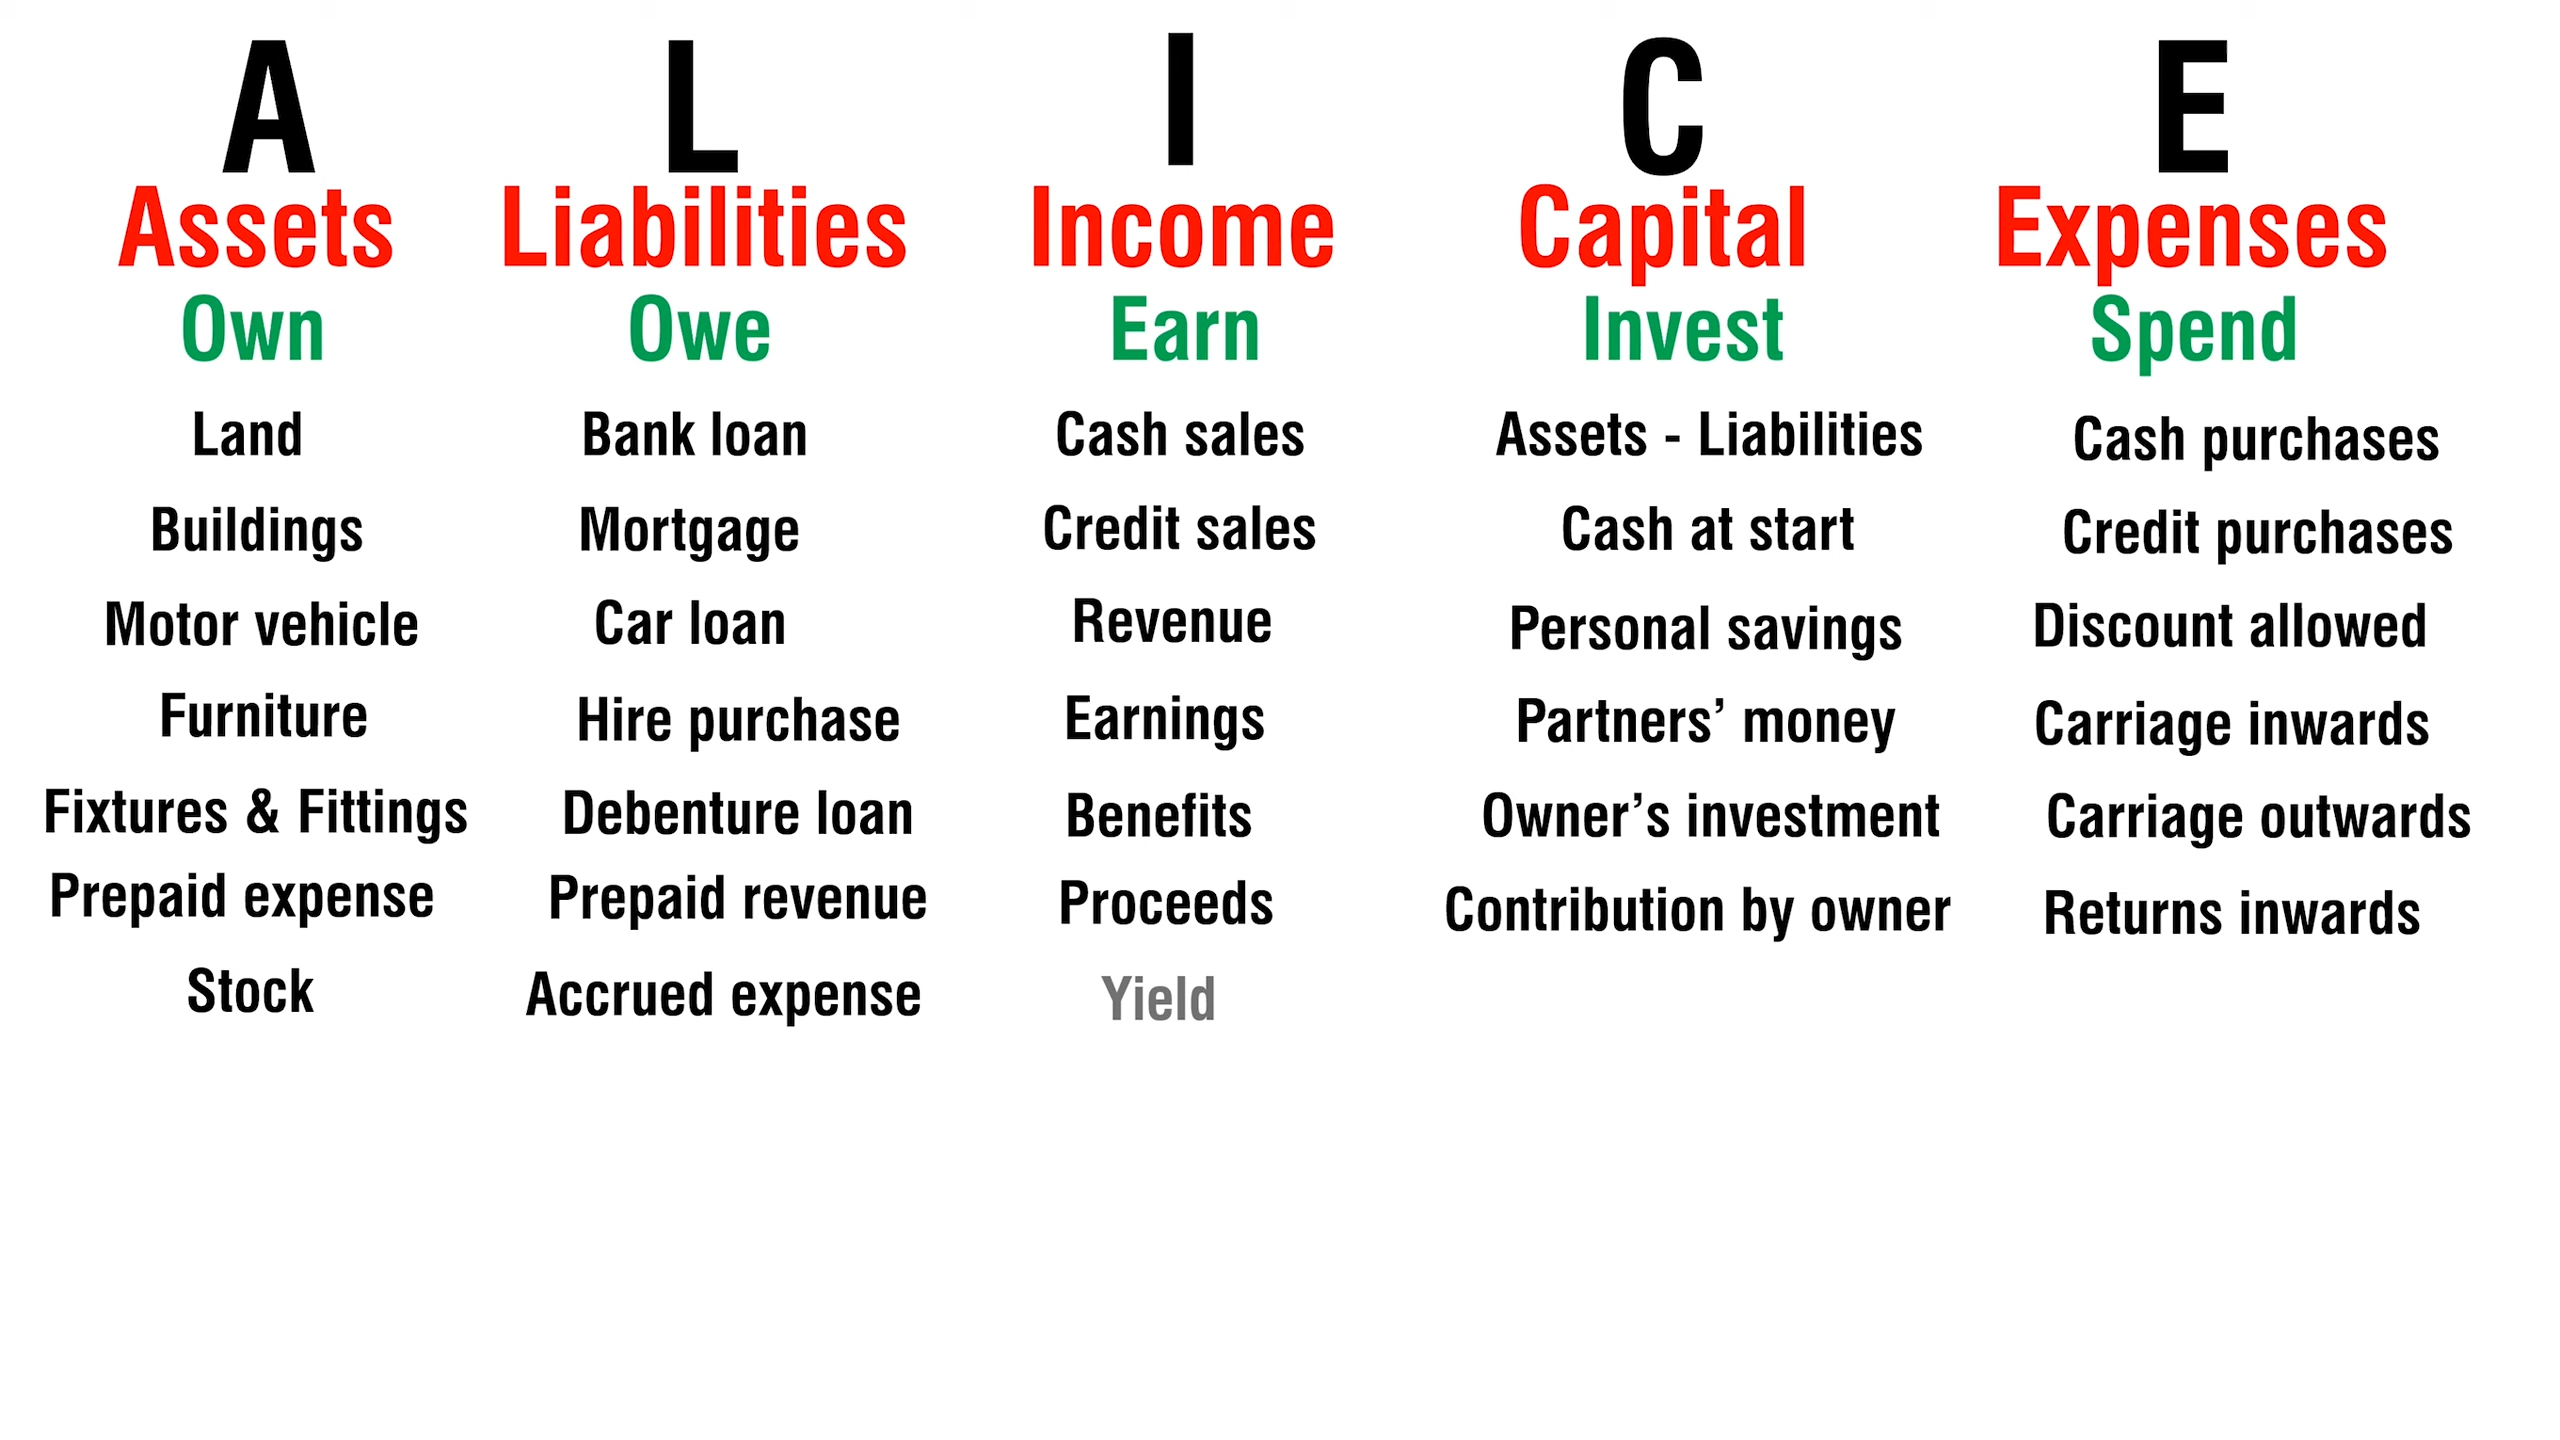 A L I C E
Assets Liabilities Income Capital Expenses
Own Owe Earn Invest Spend
Land Bank loan Cash sales Assets - Liabilities Cash purchases
Buildings Mortgage Credit sales Cash at start Credit purchases
Motor vehicle Car loan Revenue Personal savings Discount allowed
Furniture Hire purchase Earnings Partners’ money Carriage inwards
Fixtures & Fittings Debenture loan Benefits Owner’s investment Carriage outwards
Prepaid expense Prepaid revenue Proceeds Contribution by owner Returns inwards
Stock Accrued expense Yield